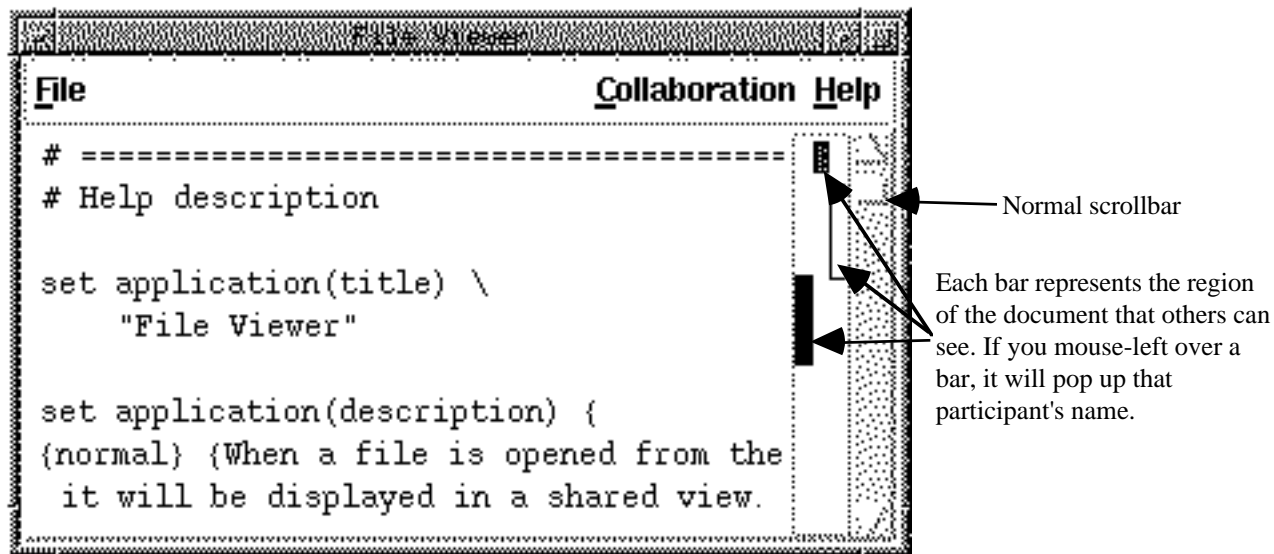 File Viewer
File Collaboration Help
# ======================================
# Help description
set application(title) \
"File Viewer"
set application(description) {
{normal} {When a file is opened from the
it will be displayed in a shared view.
Normal scrollbar
Each bar represents the region
of the document that others can
see. If you mouse-left over a
bar, it will pop up that
participant's name.